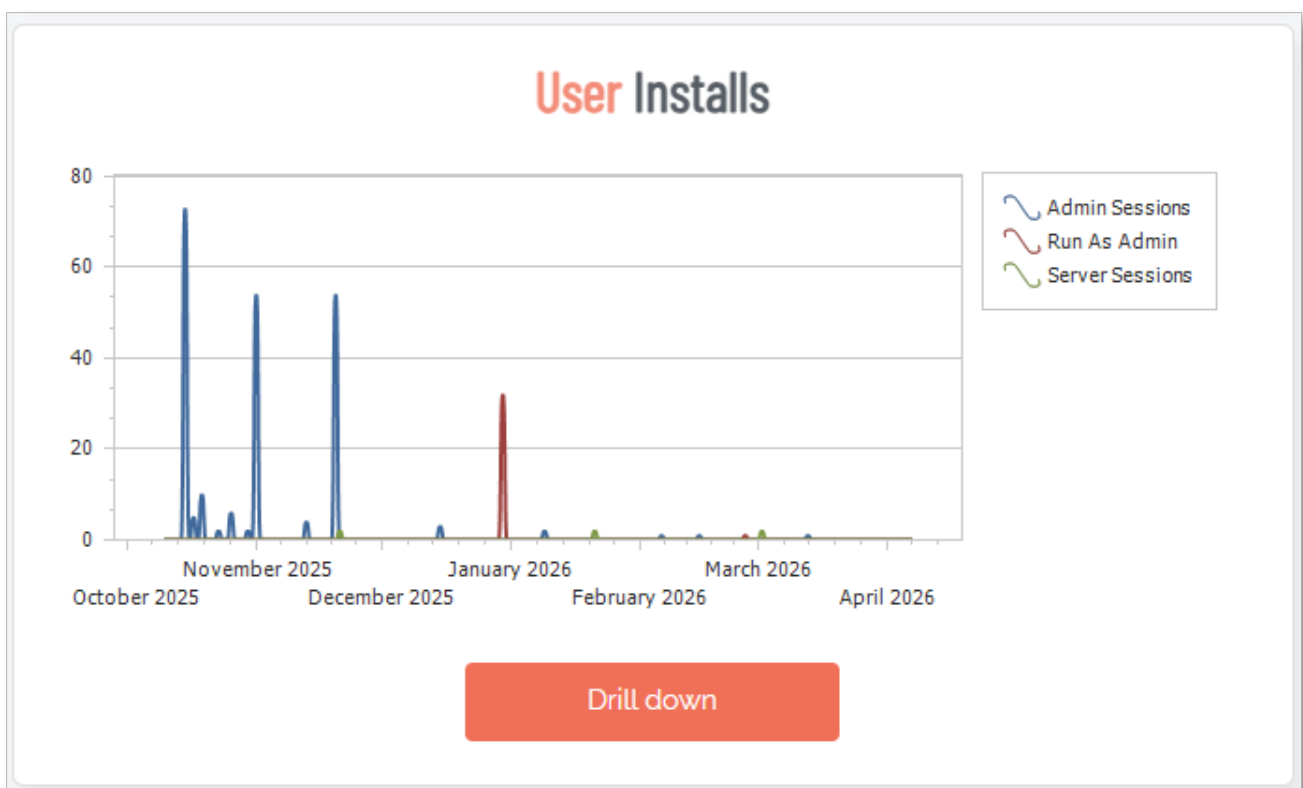 User Installs
80
60
40
20
0
Admin Sessions
Run As Admin
Server Sessions
November 2025 January 2026 March 2026
October 2025 December 2025 February 2026 April 2026
Drill down